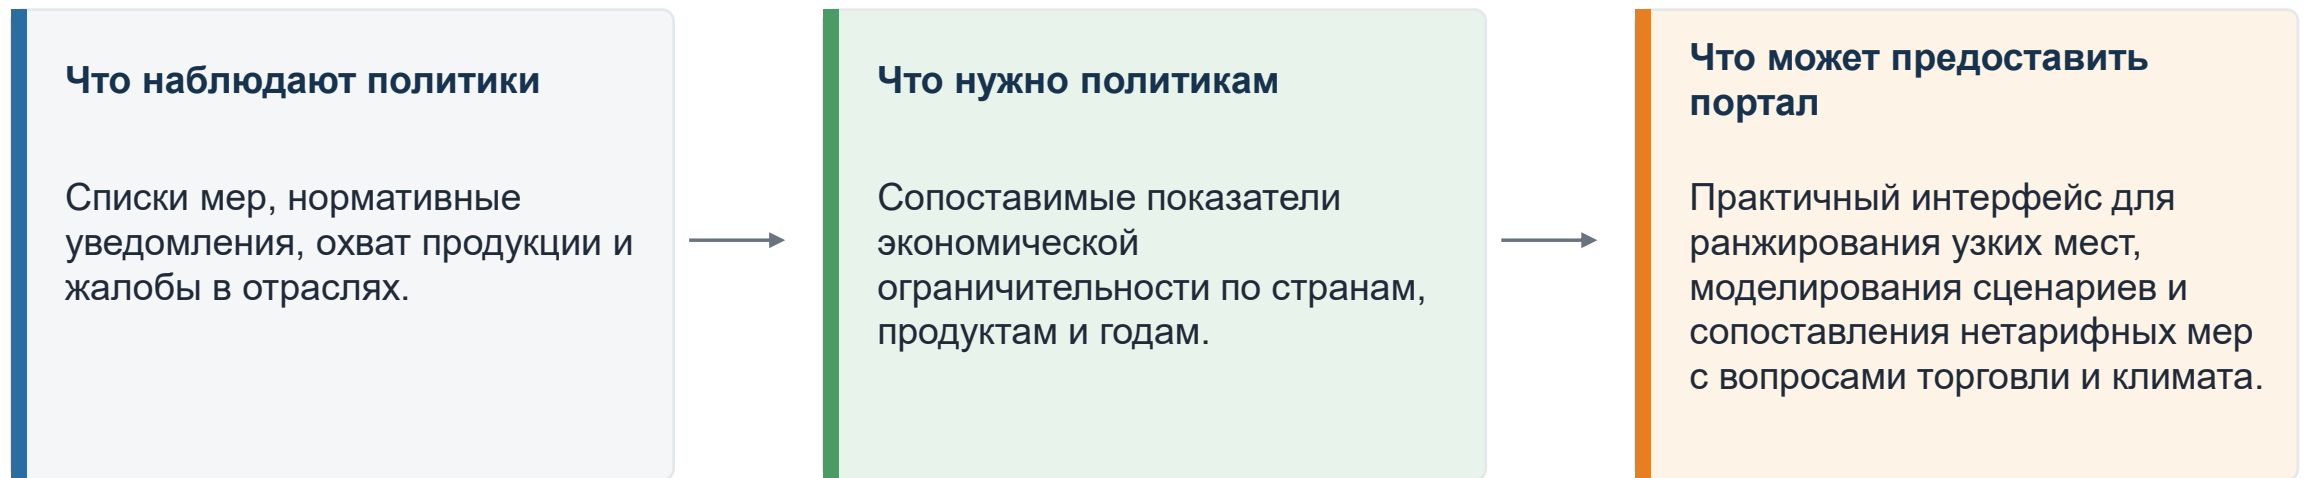 Что наблюдают политики
Списки мер, нормативные
уведомления, охват продукции и
жалобы в отраслях.
Что нужно политикам
Сопоставимые показатели
экономической
ограничительности по странам,
продуктам и годам.
Что может предоставить
портал
Практичный интерфейс для
ранжирования узких мест,
моделирования сценариев и
сопоставления нетарифных мер
с вопросами торговли и климата.